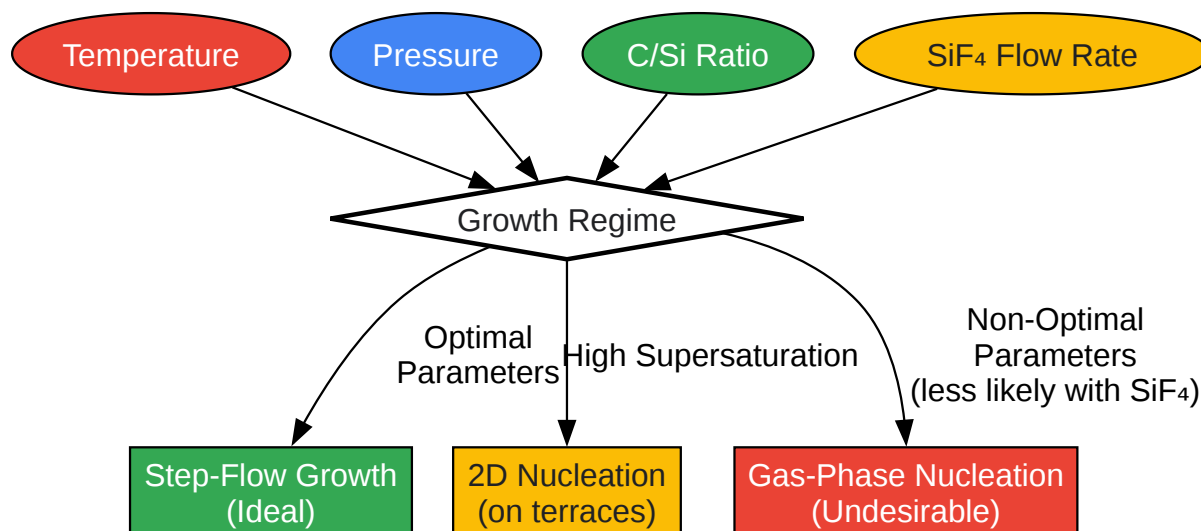 Temperature
Pressure
C/Si Ratio
SiF₄ Flow Rate
Growth Regime
Optimal
Parameters
High Supersaturation
Non-Optimal
Parameters
(less likely with SiF₄)
Step-Flow Growth
(Ideal)
2D Nucleation
(on terraces)
Gas-Phase Nucleation
(Undesirable)